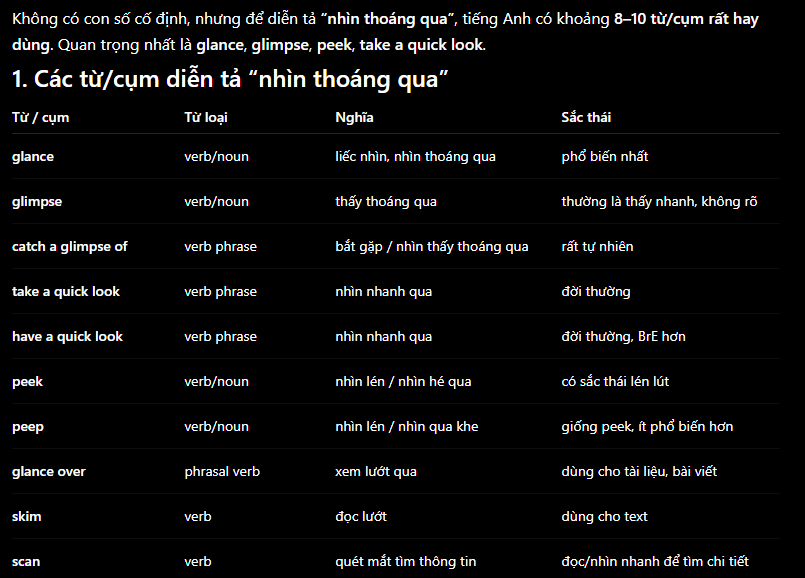 Không có con số cố định, nhưng để diễn tả “nhìn thoáng qua”, tiếng Anh có khoảng 8–10 từ/cụm rất hay
dùng. Quan trọng nhất là glance, glimpse, peek, take a quick look.
1. Các từ/cụm diễn tả “nhìn thoáng qua”
Từ / cụm Từ loại Nghĩa Sắc thái
glance verb/noun liếc nhìn, nhìn thoáng qua phổ biến nhất
glimpse verb/noun thấy thoáng qua thường là thấy nhanh, không rõ
catch a glimpse of verb phrase bắt gặp / nhìn thấy thoáng qua rất tự nhiên
take a quick look verb phrase nhìn nhanh qua đời thường
have a quick look verb phrase nhìn nhanh qua đời thường, BrE hơn
peek verb/noun nhìn lén / nhìn hé qua có sắc thái lén lút
peep verb/noun nhìn lén / nhìn qua khe giống peek, ít phổ biến hơn
glance over phrasal verb xem lướt qua dùng cho tài liệu, bài viết
skim verb đọc lướt dùng cho text
scan verb quét mắt tìm thông tin đọc/nhìn nhanh để tìm chi tiết